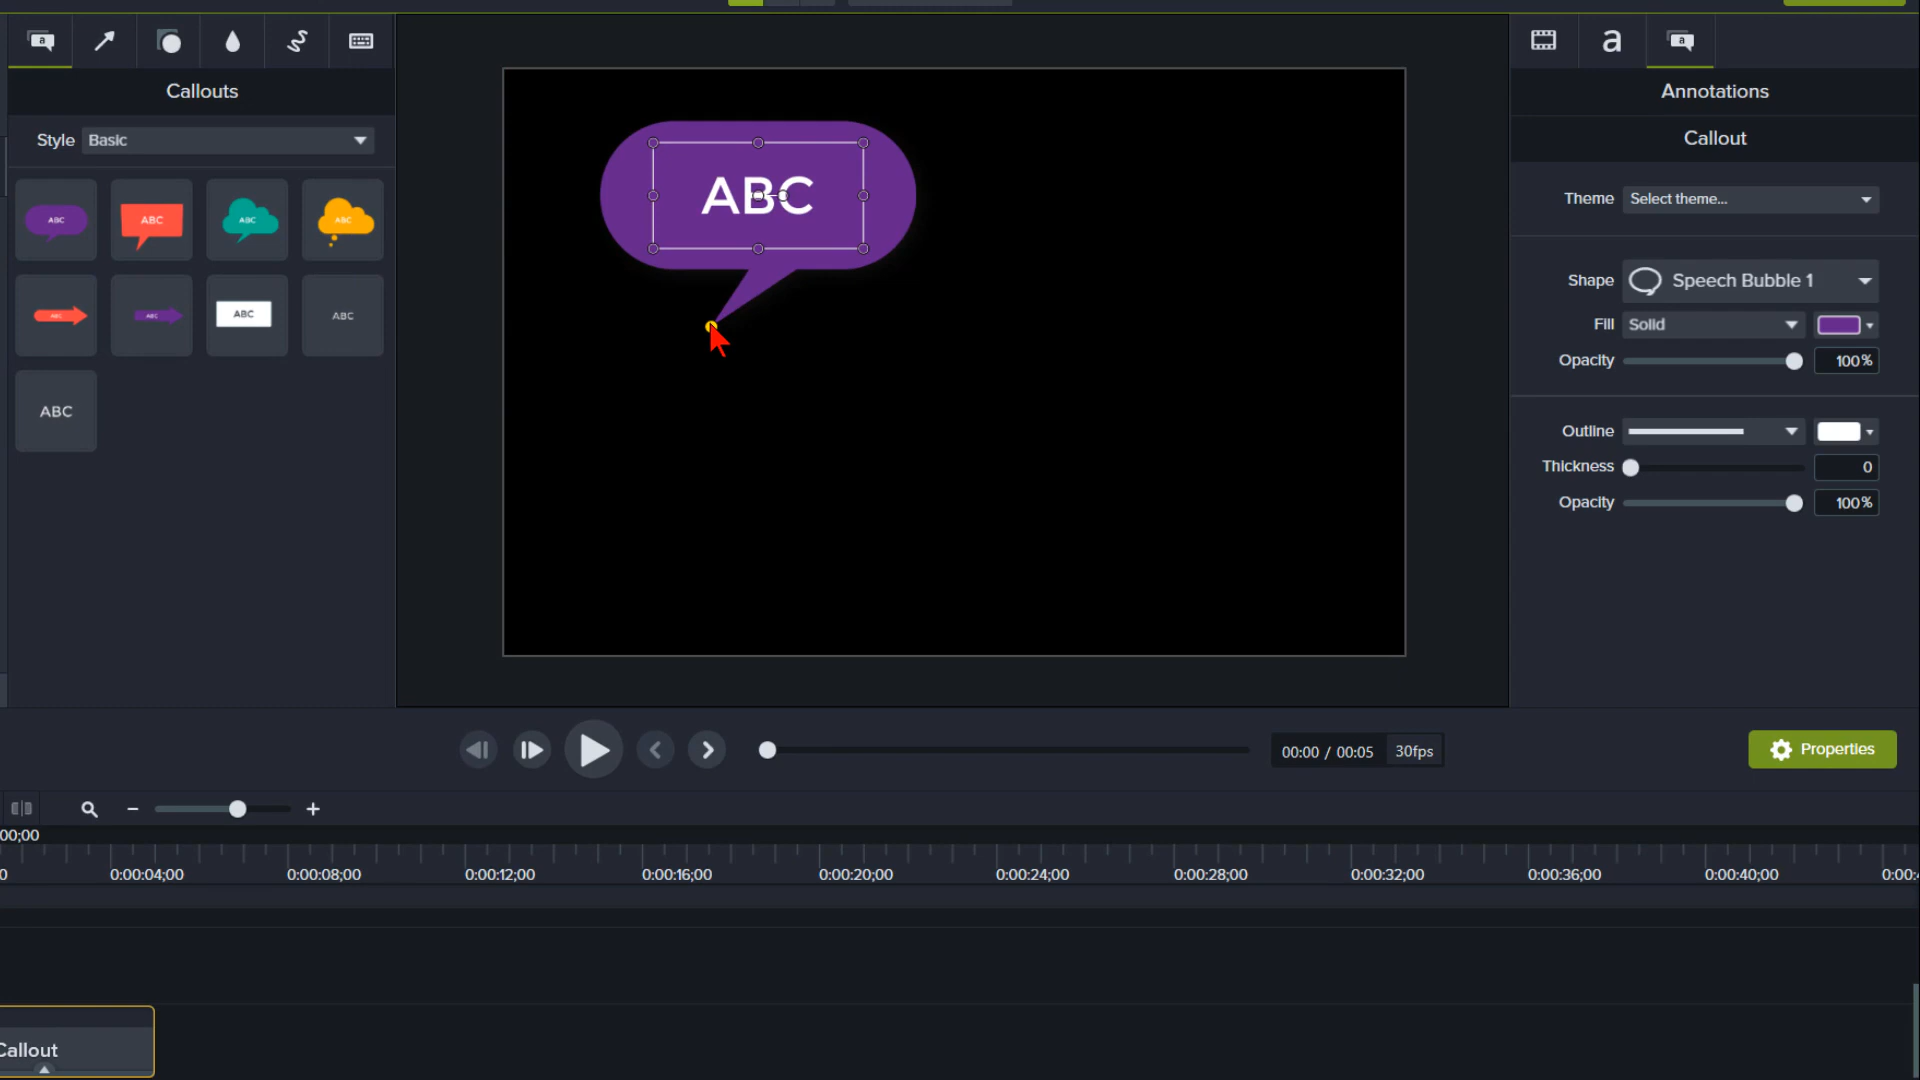 Callouts
Style Basic
ABC ABC ABC ABC
ABC ABC ABC ABC
ABC
ABC
a
Annotations
Callout
Theme Select theme...
Shape Speech Bubble 1
Fill Solid
Opacity 100%
Outline
Thickness 0
Opacity 100%
00:00 / 00:05 30fps
Properties
00;00
0:00:04;00 0:00:08;00 0:00:12;00 0:00:16;00 0:00:20;00 0:00:24;00 0:00:28;00 0:00:32;00 0:00:36;00 0:00:40;00 0:00:
Callout